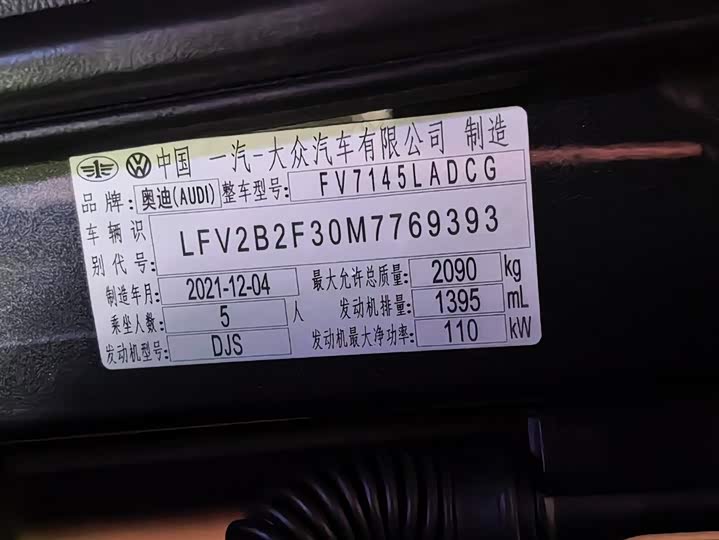 中国 一汽-大众汽车有限公司 制造
品牌: 奥迪(AUDI) 整车型号: FV7145LADCG
车辆识别代号: LFV2B2F30M7769393
制造年月: 2021-12-04 最大允许总质量: 2090 kg
乘坐人数: 5 人 发动机排量: 1395 mL
发动机型号: DJS 发动机最大净功率: 110 kW